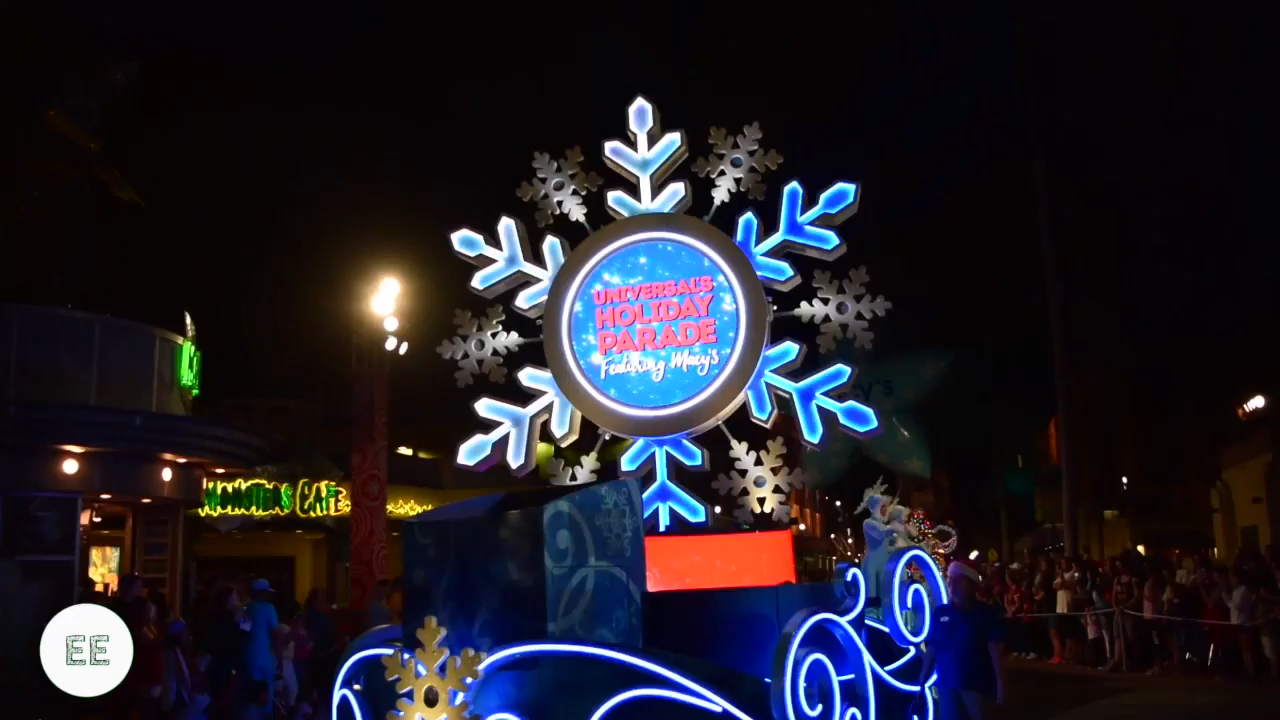 UNIVERSAL'S
HOLIDAY
PARADE
Featuring Macy's
MONSTERS CAFE
EE